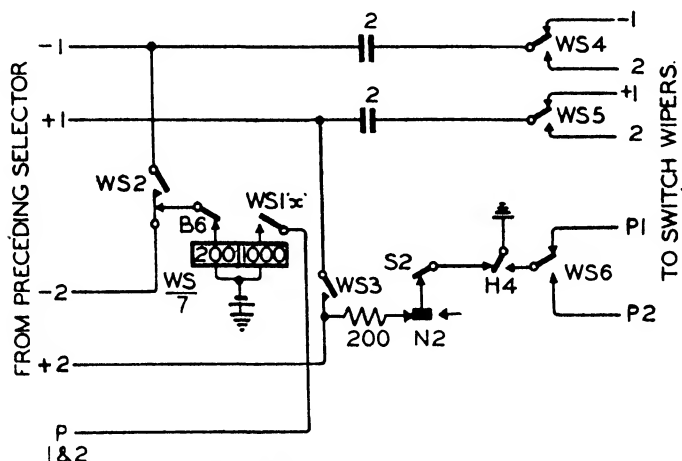 FROM PRECEDING SELECTOR
-1
2
WS4
-1
2
+1
2
WS5
+1
2
TO SWITCH WIPERS.
WS2
B6
WS1'x'
200
1000
WS
7
WS3
S2
H4
WS6
P1
P2
-2
200
N2
+2
P
1&2